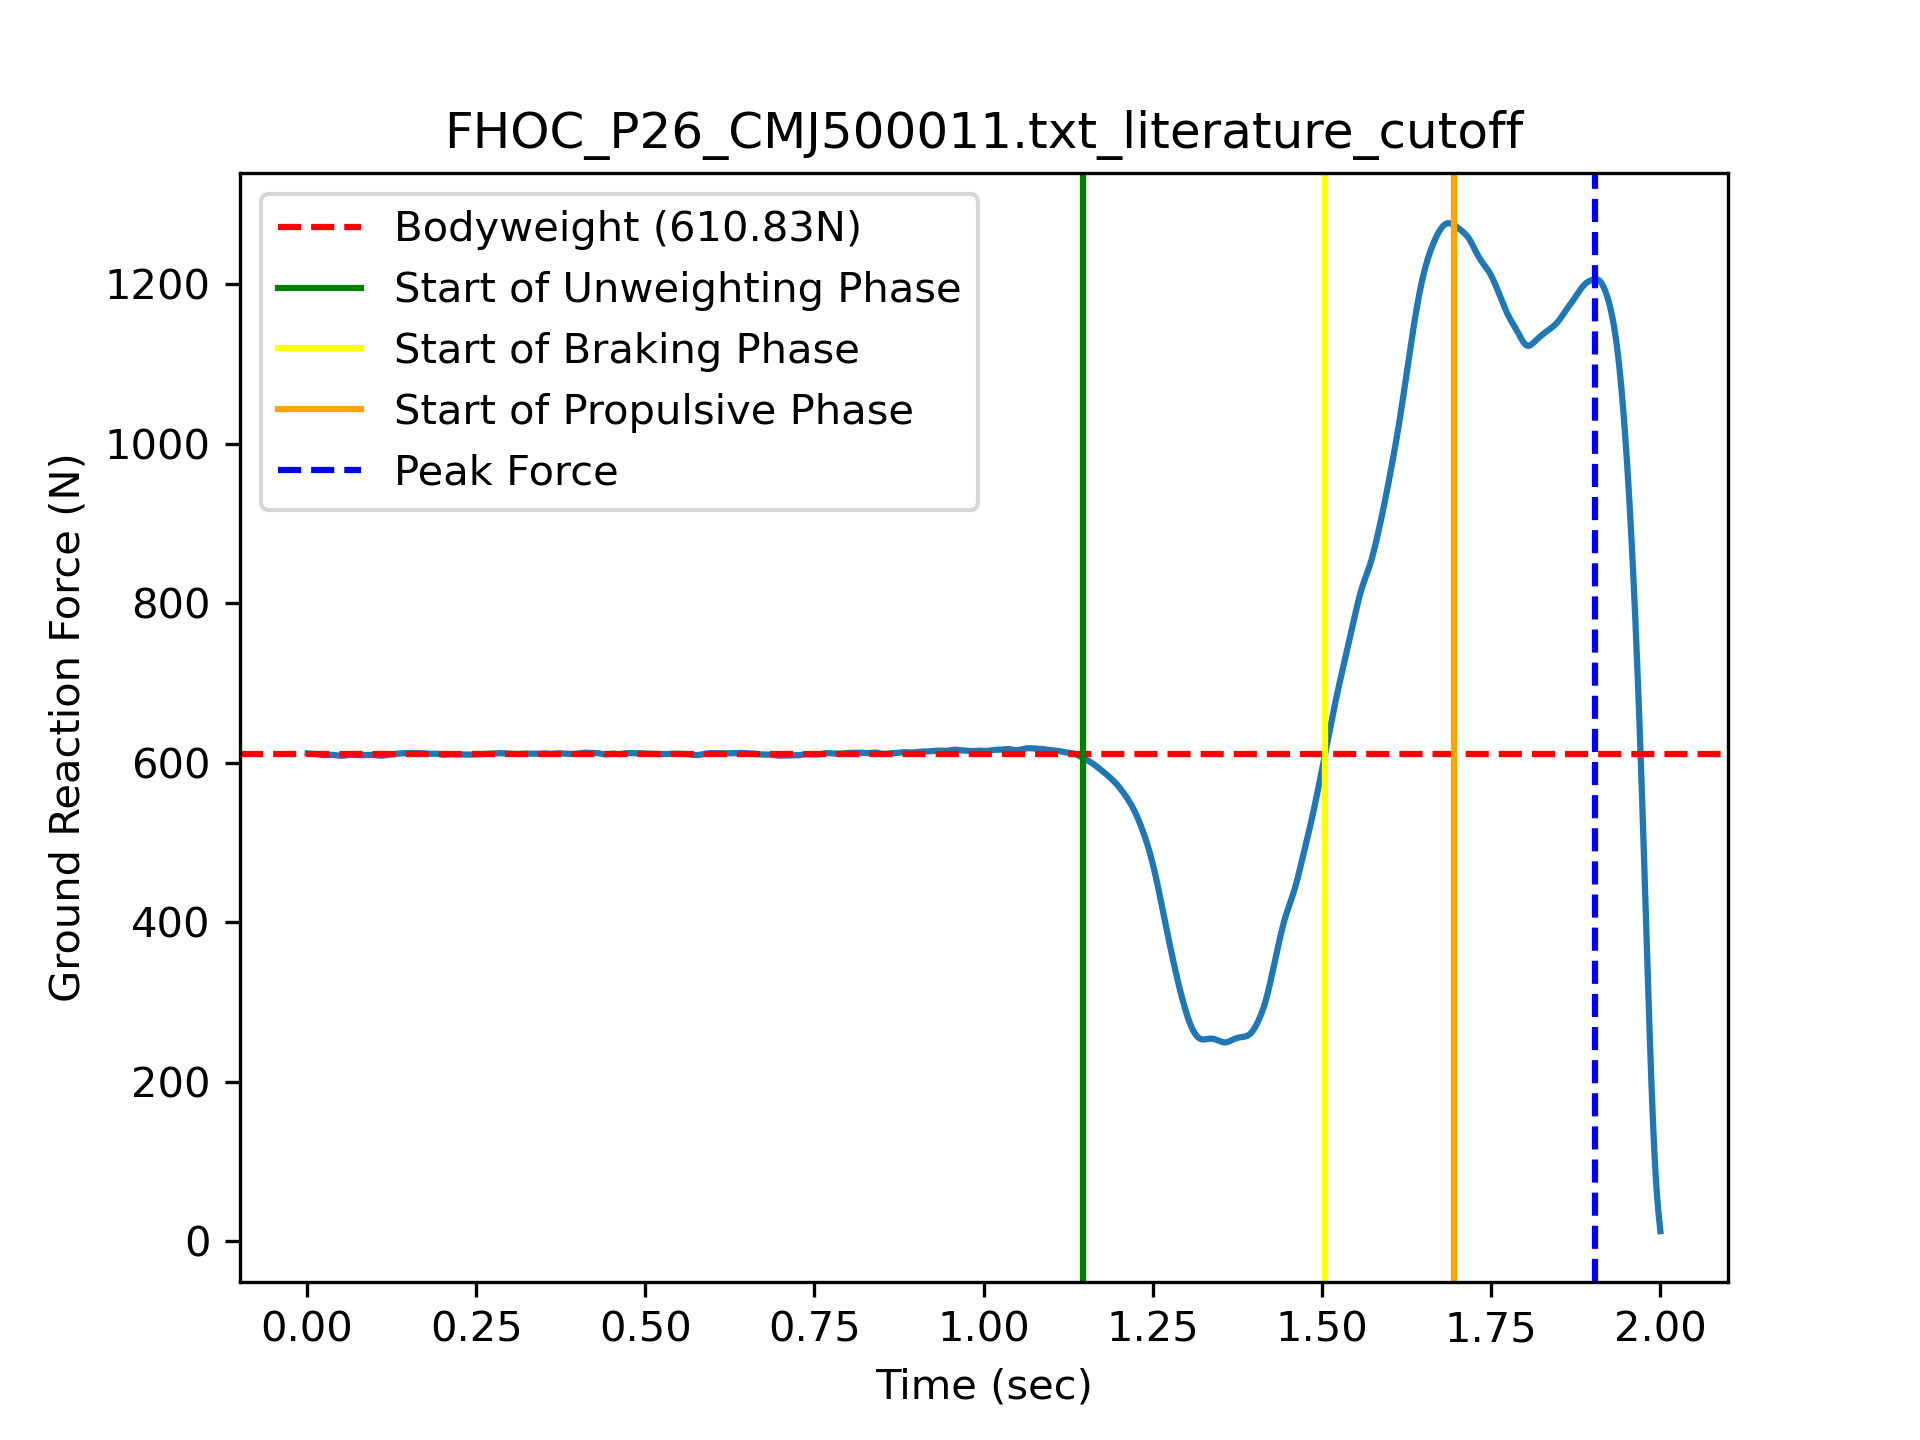 FHOC_P26_CMJ500011.txt_literature_cutoff
Bodyweight (610.83N)
Start of Unweighting Phase
Start of Braking Phase
Start of Propulsive Phase
Peak Force
Ground Reaction Force (N)
1200
1000
800
600
400
200
0
0.00 0.25 0.50 0.75 1.00 1.25 1.50 1.75 2.00
Time (sec)